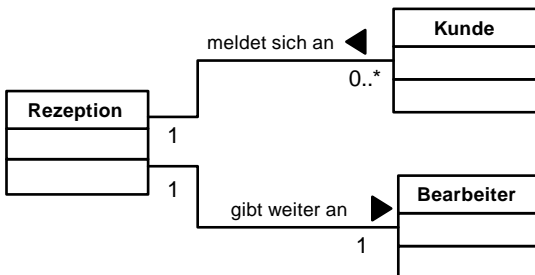 Kunde
meldet sich an
0..*
Rezeption
1
1
Bearbeiter
gibt weiter an
1